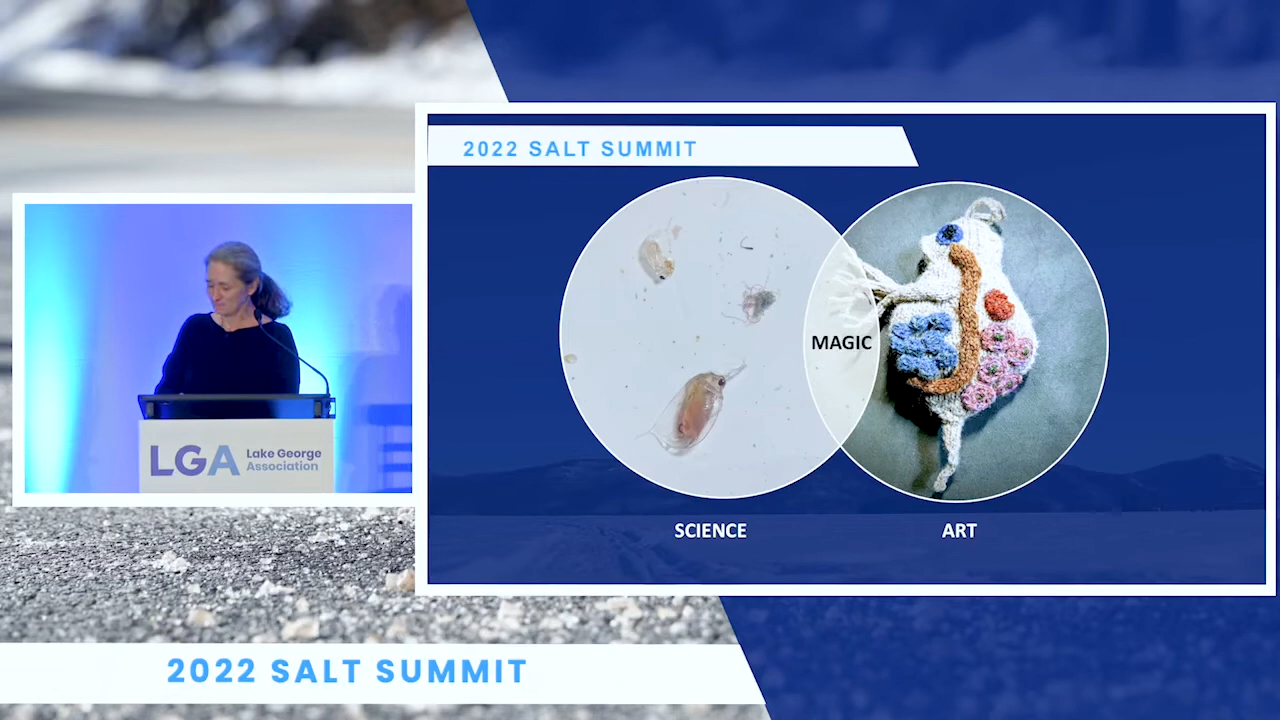 2022 SALT SUMMIT
MAGIC
SCIENCE
ART
LGA Lake George
Association
2022 SALT SUMMIT